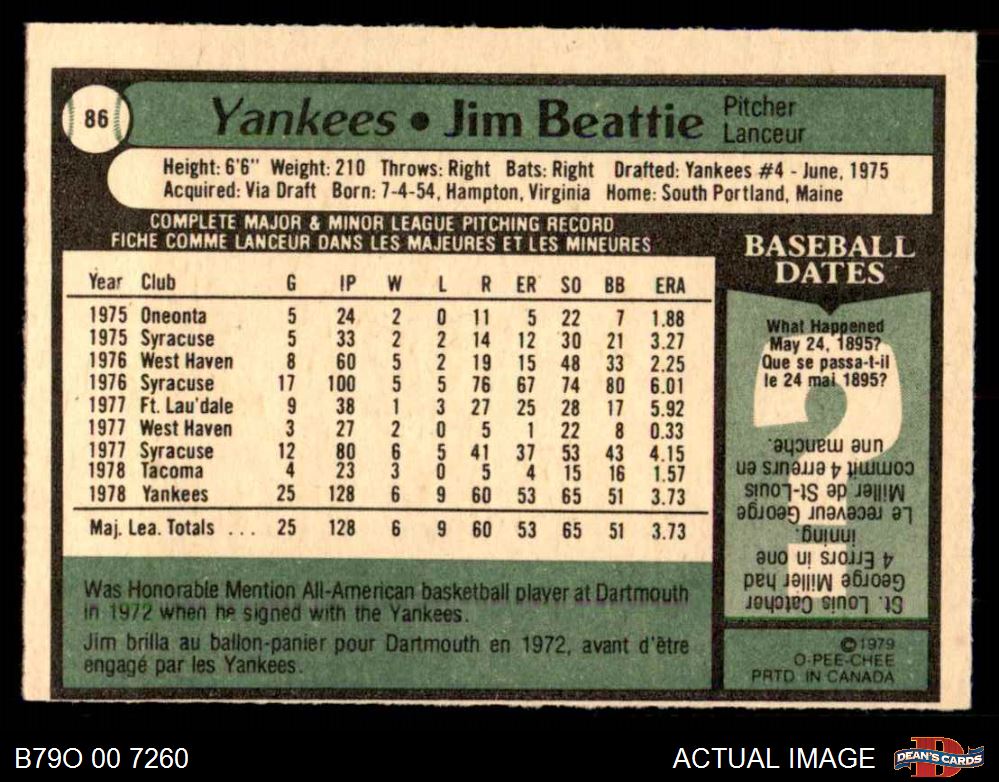 86
Yankees • Jim Beattie
Pitcher
Lanceur
Height: 6'6" Weight: 210 Throws: Right Bats: Right Drafted: Yankees #4 - June, 1975
Acquired: Via Draft Born: 7-4-54, Hampton, Virginia Home: South Portland, Maine
COMPLETE MAJOR & MINOR LEAGUE PITCHING RECORD
FICHE COMME LANCEUR DANS LES MAJEURES ET LES MINEURES
Year Club G IP W L R ER SO BB ERA
1975 Oneonta 5 24 2 0 11 5 22 7 1.88
1975 Syracuse 5 33 2 2 14 12 30 21 3.27
1976 West Haven 8 60 5 2 19 15 48 33 2.25
1976 Syracuse 17 100 5 5 76 67 74 80 6.01
1977 Ft. Lau'dale 9 38 1 3 27 25 28 17 5.92
1977 West Haven 3 27 2 0 5 1 22 8 0.33
1977 Syracuse 12 80 6 5 41 37 53 43 4.15
1978 Tacoma 4 23 3 0 5 4 15 16 1.57
1978 Yankees 25 128 6 9 60 53 65 51 3.73
Maj. Lea. Totals ... 25 128 6 9 60 53 65 51 3.73
Was Honorable Mention All-American basketball player at Dartmouth
in 1972 when he signed with the Yankees.
Jim brilla au ballon-panier pour Dartmouth en 1972, avant d'être
engagé par les Yankees.
BASEBALL
DATES
What Happened
May 24, 1895?
Que se passa-t-il
le 24 mai 1895?
St. Louis Catcher
George Miller had
4 Errors in one
inning.
Le receveur George
Miller de St-Louis
commit 4 erreurs en
une manche.
©1979
O-PEE-CHEE
PRTD IN CANADA
B79O 00 7260
ACTUAL IMAGE
DEAN'S CARDS